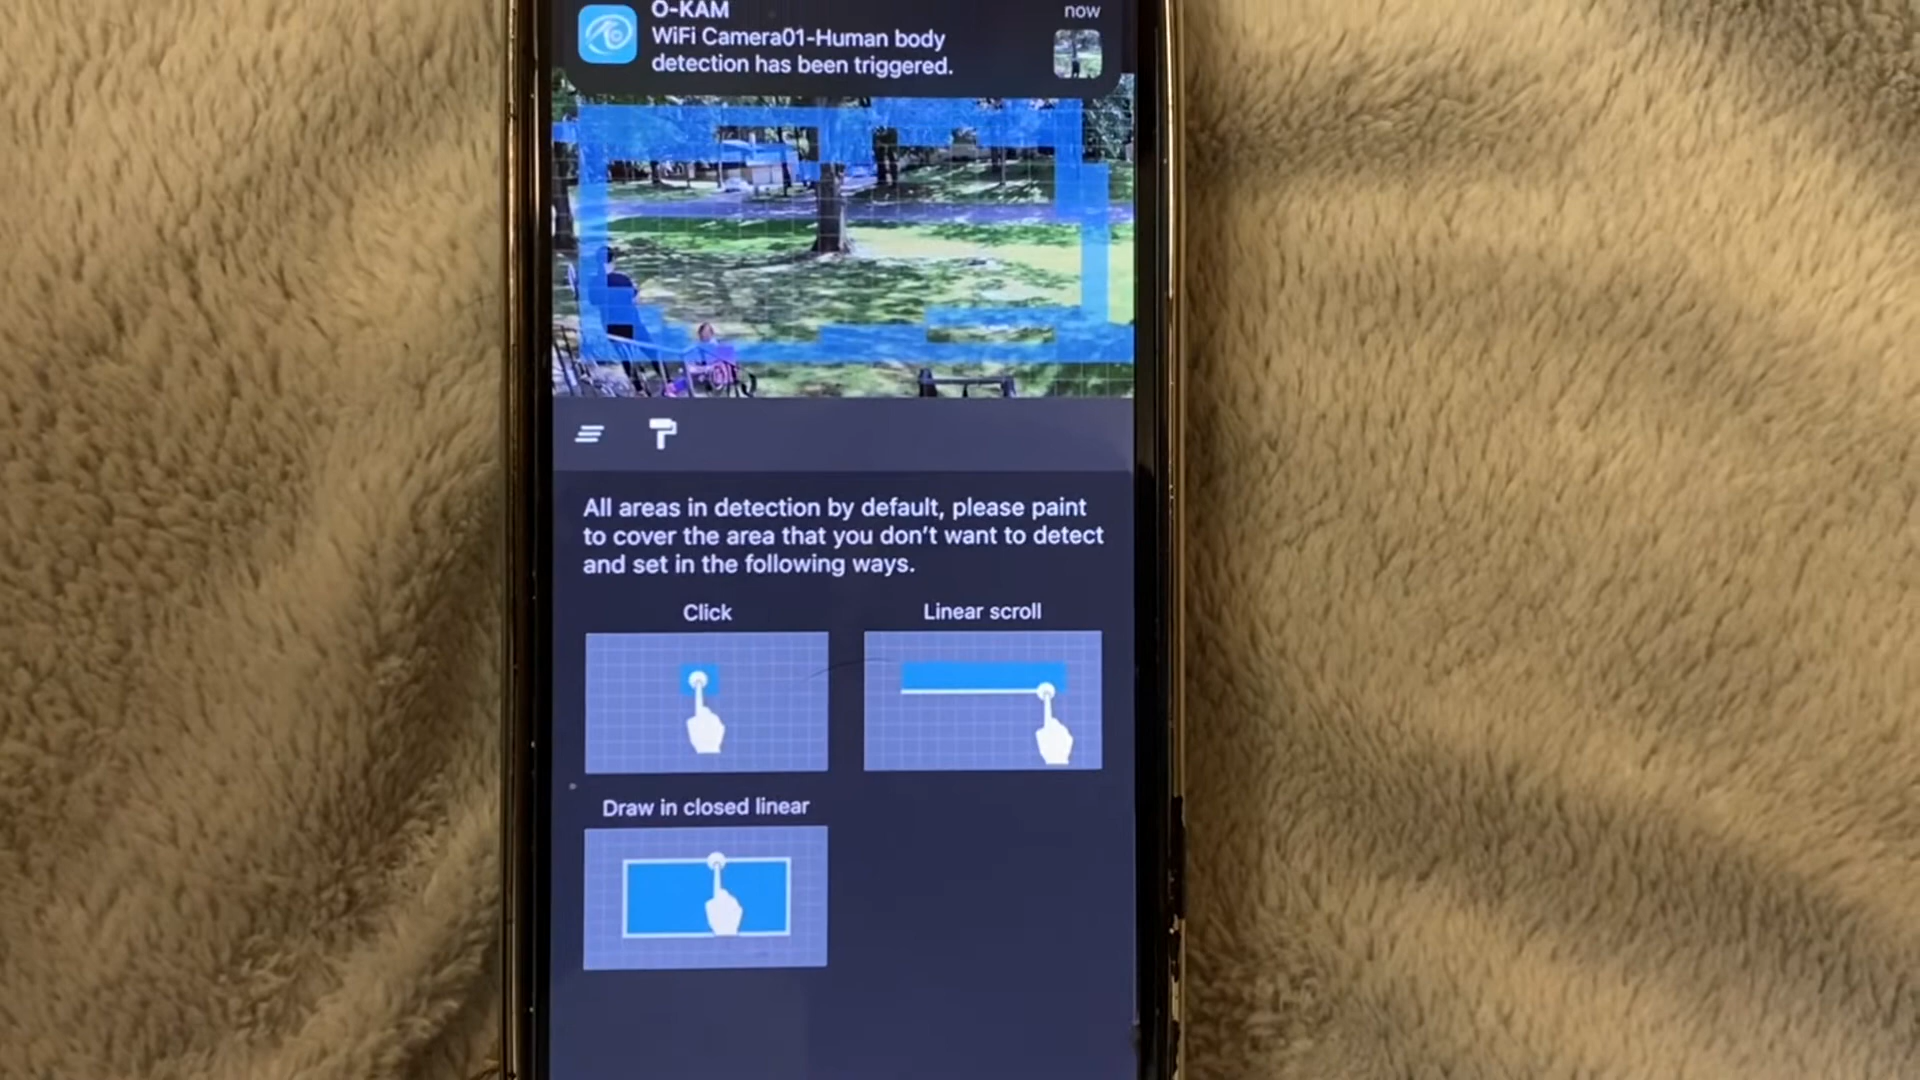 O-KAM
now
WiFi Camera01-Human body
detection has been triggered.
All areas in detection by default, please paint
to cover the area that you don't want to detect
and set in the following ways.
Click
Linear scroll
Draw in closed linear